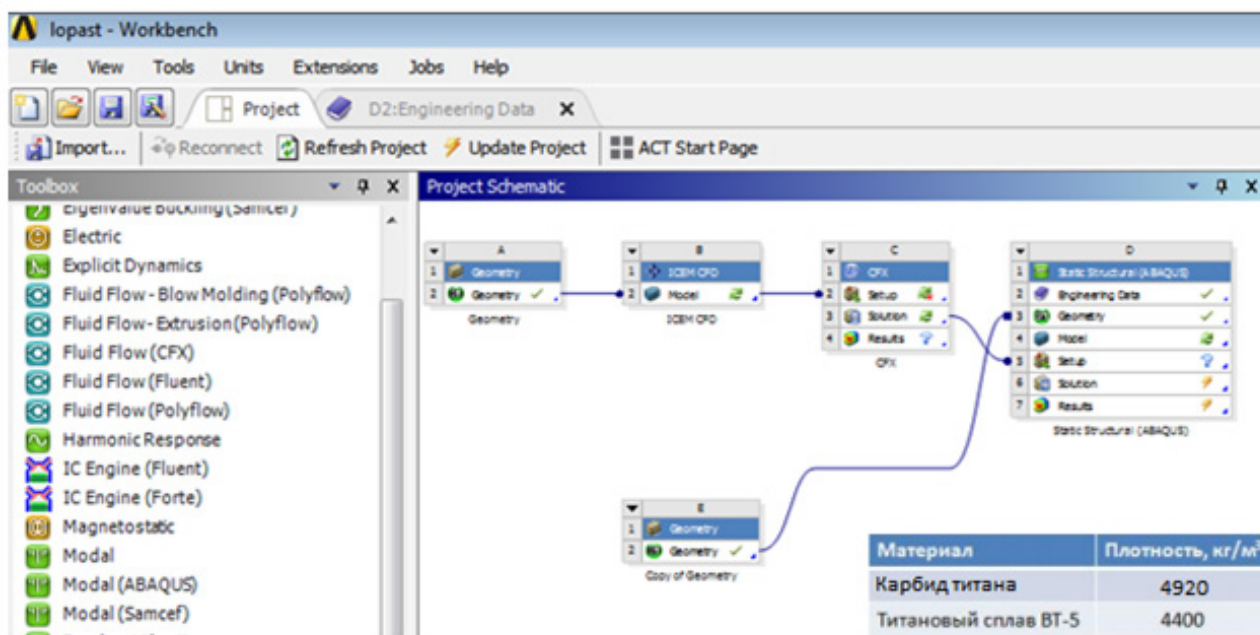 lopast - Workbench
File View Tools Units Extensions Jobs Help
Project D2:Engineering Data
Import... Reconnect Refresh Project Update Project ACT Start Page
Toolbox
Eigenvalue Buckling (Samcef)
Electric
Explicit Dynamics
Fluid Flow - Blow Molding (Polyflow)
Fluid Flow - Extrusion (Polyflow)
Fluid Flow (CFX)
Fluid Flow (Fluent)
Fluid Flow (Polyflow)
Harmonic Response
IC Engine (Fluent)
IC Engine (Forte)
Magnetostatic
Modal
Modal (ABAQUS)
Modal (Samcef)
Project Schematic
A
1 Geometry
2 Geometry
Geometry
B
1 ICEM CFD
2 Model
ICEM CFD
C
1 CFX
2 Setup
3 Solution
4 Results
CFX
D
1 Static Structural (ABAQUS)
2 Engineering Data
3 Geometry
4 Model
5 Setup
6 Solution
7 Results
Static Structural (ABAQUS)
E
1 Geometry
2 Geometry
Copy of Geometry
Материал Плотность, кг/м³
Карбид титана 4920
Титановый сплав ВТ-5 4400